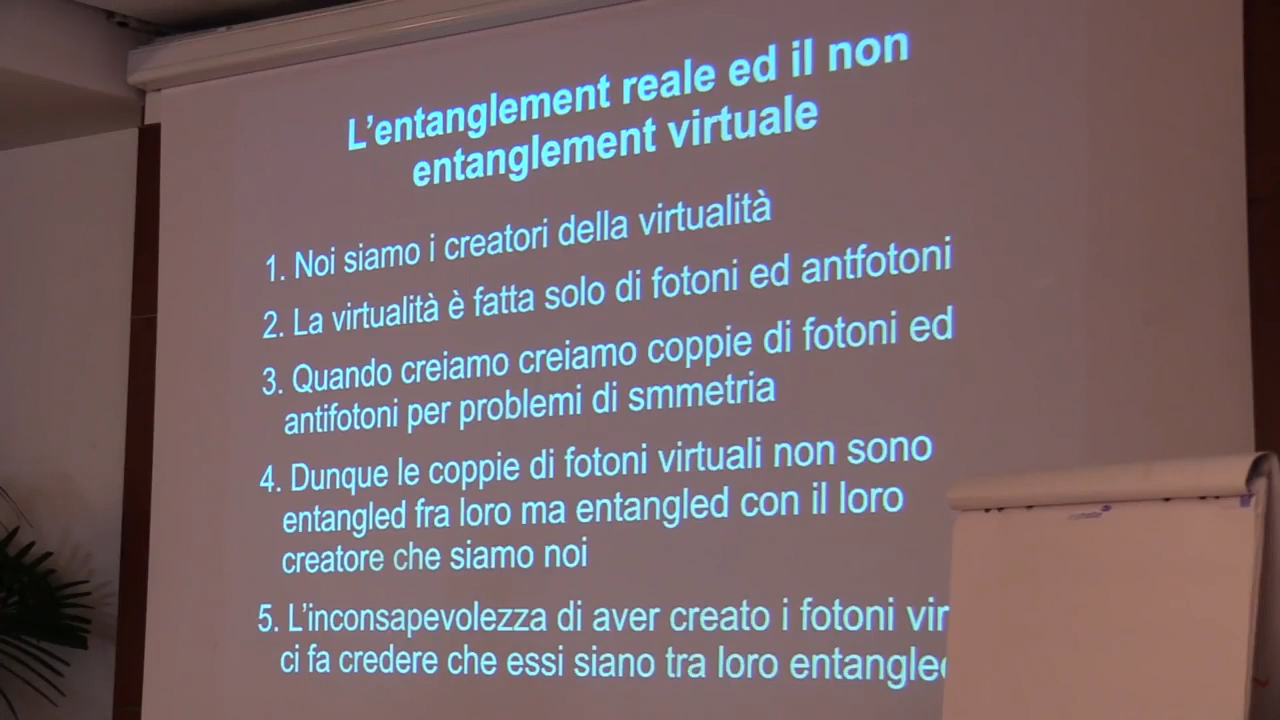 L'entanglement reale ed il non
entanglement virtuale
1. Noi siamo i creatori della virtualità
2. La virtualità è fatta solo di fotoni ed antfotoni
3. Quando creiamo creiamo coppie di fotoni ed
antifotoni per problemi di smmetria
4. Dunque le coppie di fotoni virtuali non sono
entangled fra loro ma entangled con il loro
creatore che siamo noi
5. L'inconsapevolezza di aver creato i fotoni
ci fa credere che essi siano tra loro